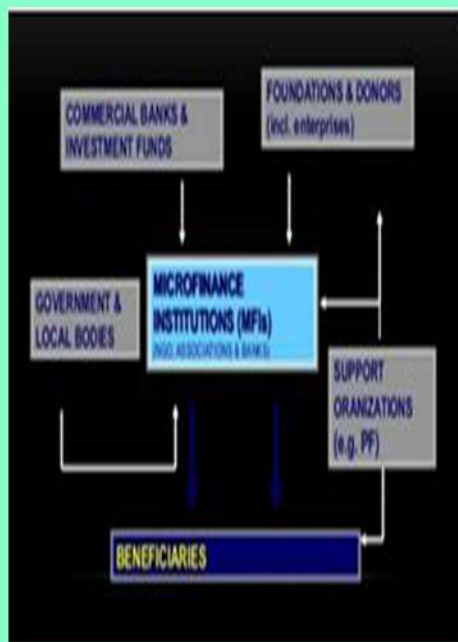 COMMERCIAL BANKS &
INVESTMENT FUNDS
FOUNDATIONS & DONORS
(incl. enterprises)
MICROFINANCE
INSTITUTIONS (MFIs)
(NGO, ASSOCIATIONS & BANKS)
GOVERNMENT &
LOCAL BODIES
SUPPORT
ORANIZATIONS
(e.g. PF)
BENEFICIARIES